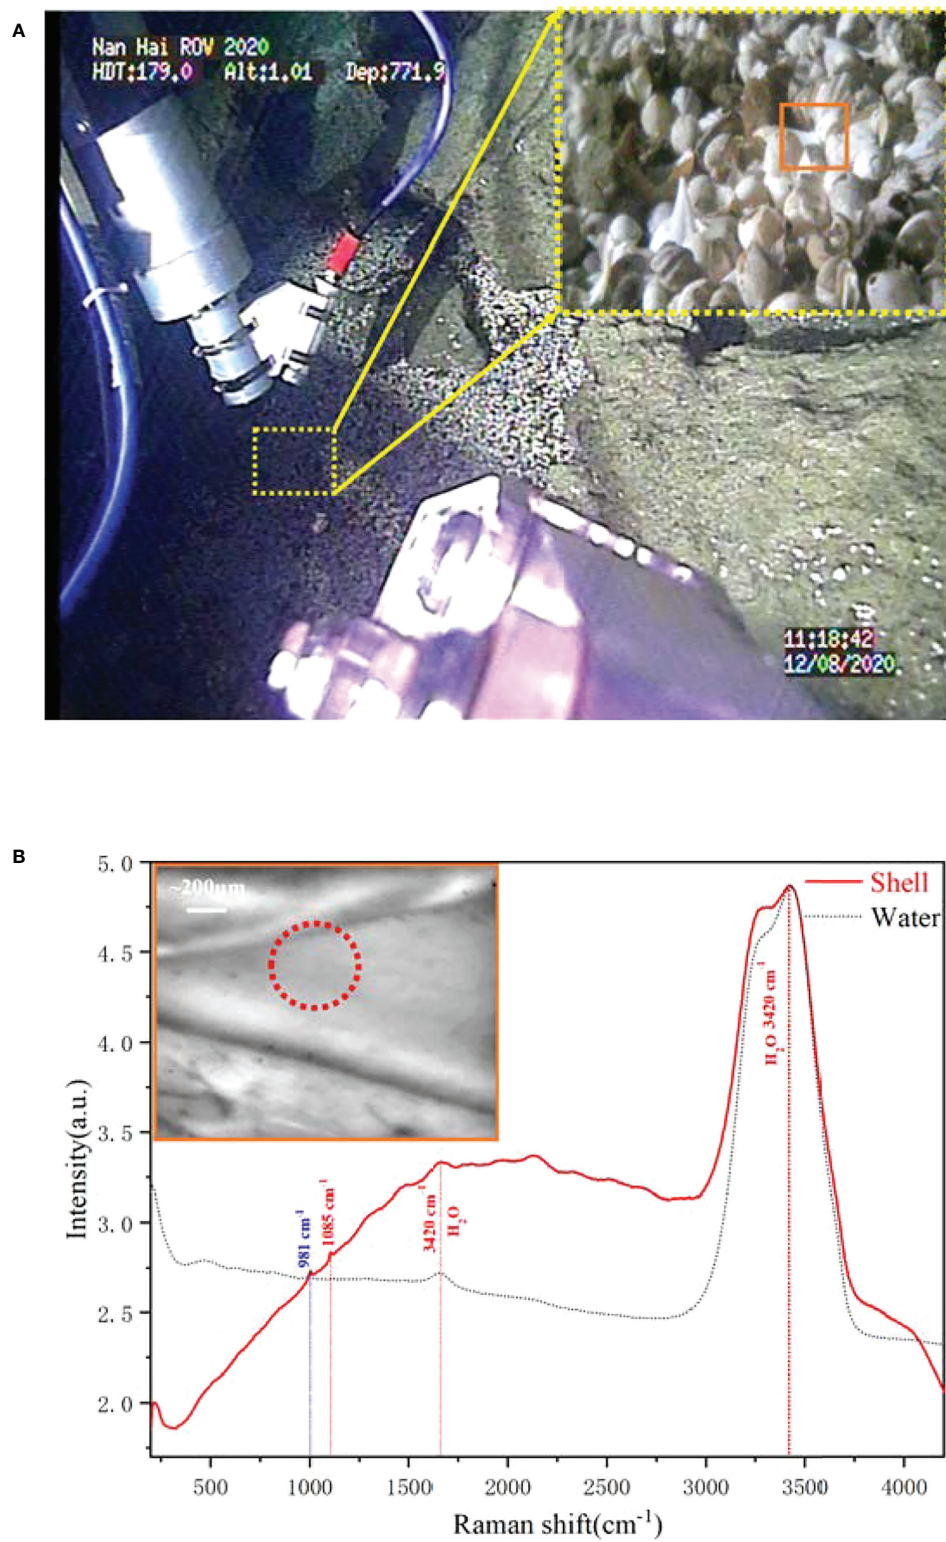 A
Nan Hai ROV 2020
HDT:179.0 Alt:1.01 Dep:771.9
11:18:42
12/08/2020
B
5.0
4.5
4.0
3.5
3.0
2.5
2.0
Intensity(a.u.)
~200um
Shell
Water
981 cm⁻¹
1085 cm⁻¹
3420 cm⁻¹
H₂O
H₂O 3420 cm⁻¹
500 1000 1500 2000 2500 3000 3500 4000
Raman shift(cm⁻¹)